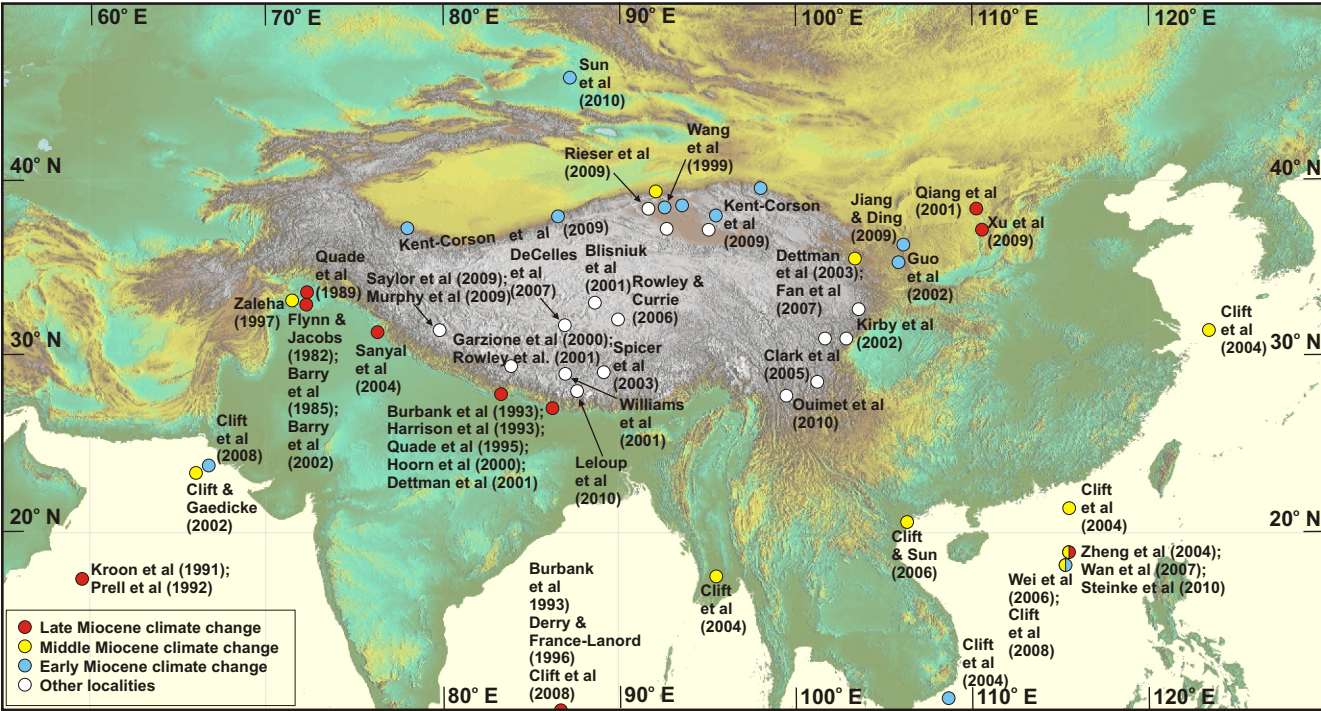 60° E
70° E
80° E
90° E
100° E
110° E
120° E
Sun
et al
(2010)
Wang
et al
(1999)
Rieser et al
(2009)
40° N
40° N
Qiang et al
(2001)
Jiang
& Ding
(2009)
Xu et al
(2009)
Kent-Corson
et al
(2009)
Kent-Corson et al (2009)
Guo
et al
(2002)
Quade
et al
(1989)
Saylor et al (2009);
Murphy et al (2009)
DeCelles
et al
(2007)
Blisniuk
et al
(2001)
Rowley &
Currie
(2006)
Dettman
et al (2003);
Fan et al
(2007)
Zaleha
(1997)
Flynn &
Jacobs
(1982);
Barry
et al
(1985);
Barry
et al
(2002)
Sanyal
et al
(2004)
Garzione et al (2000);
Rowley et al. (2001)
Spicer
et al
(2003)
Kirby et al
(2002)
Clark et al
(2005)
Clift
et al
(2004)
30° N
30° N
Burbank et al (1993);
Harrison et al (1993);
Quade et al (1995);
Hoorn et al (2000);
Dettman et al (2001)
Williams
et al
(2001)
Ouimet et al
(2010)
Leloup
et al
(2010)
Clift
et al
(2008)
Clift &
Gaedicke
(2002)
Clift
et al
(2004)
20° N
20° N
Clift
& Sun
(2006)
Zheng et al (2004);
Wan et al (2007);
Steinke et al (2010)
Wei et al
(2006);
Clift
et al
(2008)
Kroon et al (1991);
Prell et al (1992)
Burbank
et al
1993)
Derry &
France-Lanord
(1996)
Clift et al
(2008)
Clift
et al
(2004)
Clift
et al
(2004)
Late Miocene climate change
Middle Miocene climate change
Early Miocene climate change
Other localities
80° E
90° E
100° E
110° E
120° E